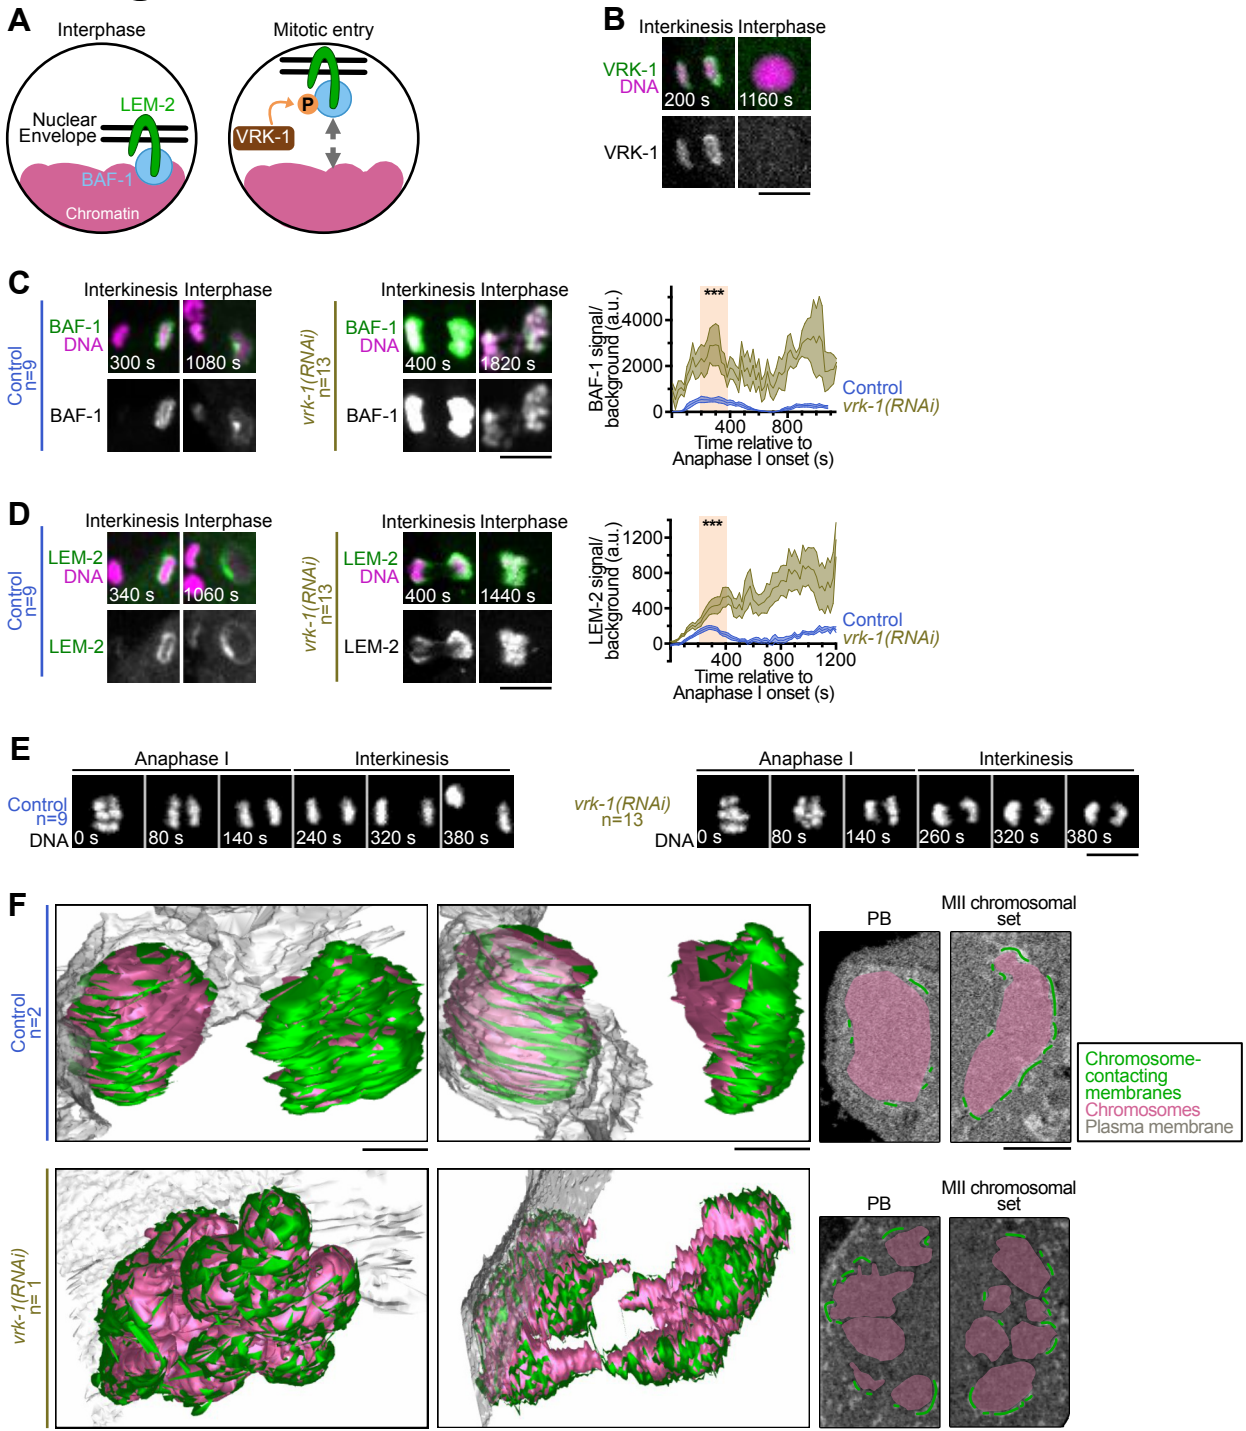 A
Interphase
Mitotic entry
LEM-2
Nuclear
Envelope
BAF-1
Chromatin
P
VRK-1
B
Interkinesis Interphase
VRK-1
DNA
200 s
1160 s
VRK-1
C
Control
n=9
Interkinesis Interphase
BAF-1
DNA
300 s
1080 s
BAF-1
vrk-1(RNAi)
n=13
Interkinesis Interphase
BAF-1
DNA
400 s
1820 s
BAF-1
BAF-1 signal/
background (a.u.)
4000
2000
0
***
400
800
Time relative to
Anaphase I onset (s)
Control
vrk-1(RNAi)
D
Control
n=9
Interkinesis Interphase
LEM-2
DNA
340 s
1060 s
LEM-2
vrk-1(RNAi)
n=13
Interkinesis Interphase
LEM-2
DNA
400 s
1440 s
LEM-2
LEM-2 signal/
background (a.u.)
1200
800
400
0
***
400
800
1200
Time relative to
Anaphase I onset (s)
Control
vrk-1(RNAi)
E
Anaphase I
Interkinesis
Control
n=9
DNA
0 s
80 s
140 s
240 s
320 s
380 s
Anaphase I
Interkinesis
vrk-1(RNAi)
n=13
DNA
0 s
80 s
140 s
260 s
320 s
380 s
F
Control
n=2
PB
MII chromosomal
set
Chromosome-
contacting
membranes
Chromosomes
Plasma membrane
vrk-1(RNAi)
n= 1
PB
MII chromosomal
set